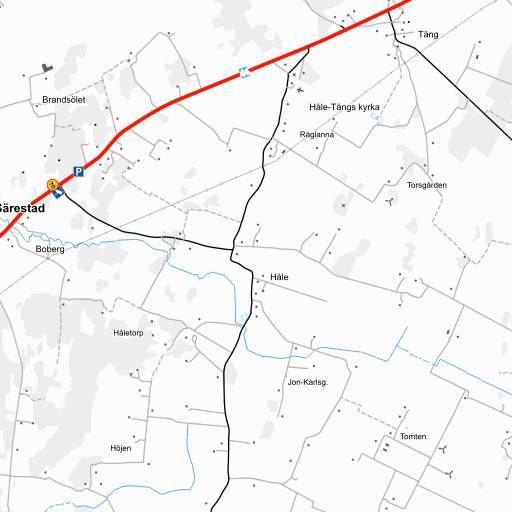 Täng
Brandsölet
Håle-Tängs kyrka
Rågianna
P
Torsgården
Särestad
Boberg
Håle
Håletorp
Jon-Karlsg.
Tomten
Höjen